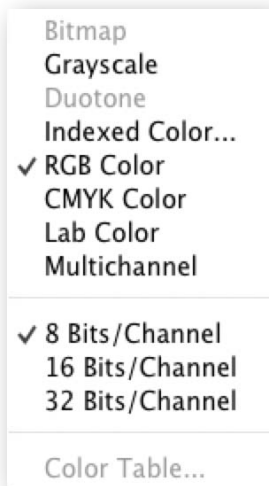 Bitmap
Grayscale
Duotone
Indexed Color...
✓ RGB Color
CMYK Color
Lab Color
Multichannel
✓ 8 Bits/Channel
16 Bits/Channel
32 Bits/Channel
Color Table...